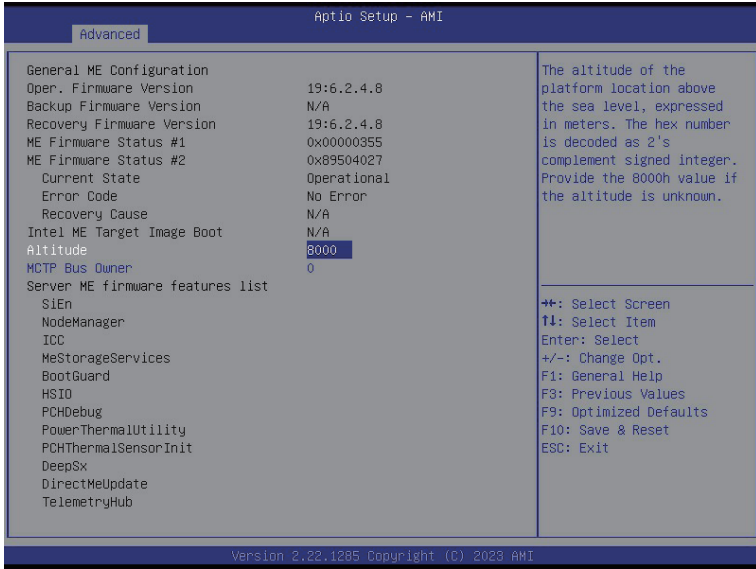 Aptio Setup – AMI
Advanced
General ME Configuration
Oper. Firmware Version 19:6.2.4.8
Backup Firmware Version N/A
Recovery Firmware Version 19:6.2.4.8
ME Firmware Status #1 0x00000355
ME Firmware Status #2 0x89504027
Current State Operational
Error Code No Error
Recovery Cause N/A
Intel ME Target Image Boot N/A
Altitude 8000
MCTP Bus Owner 0
Server ME firmware features list
SiEn
NodeManager
ICC
MeStorageServices
BootGuard
HSIO
PCHDebug
PowerThermalUtility
PCHThermalSensorInit
DeepSx
DirectMeUpdate
TelemetryHub
The altitude of the
platform location above
the sea level, expressed
in meters. The hex number
is decoded as 2's
complement signed integer.
Provide the 8000h value if
the altitude is unknown.
→←: Select Screen
↑↓: Select Item
Enter: Select
+/-: Change Opt.
F1: General Help
F3: Previous Values
F9: Optimized Defaults
F10: Save & Reset
ESC: Exit
Version 2.22.1285 Copyright (C) 2023 AMI